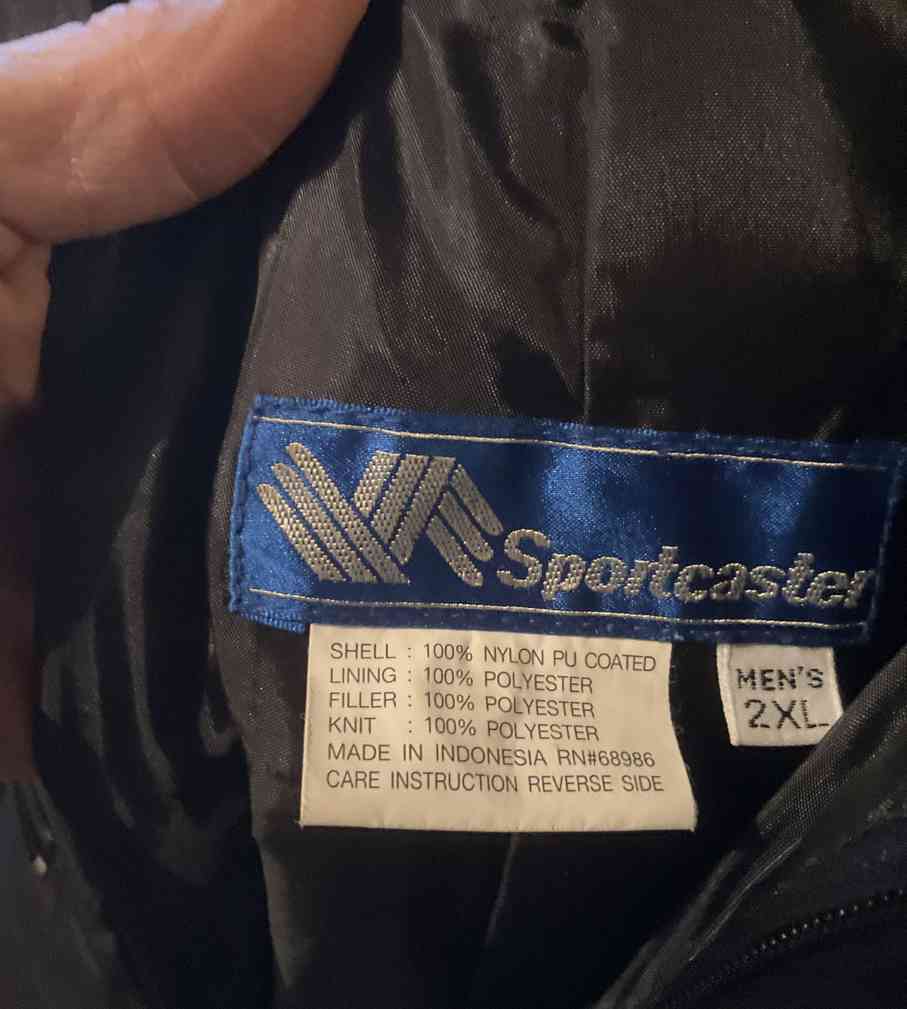 Sportcaster
SHELL : 100% NYLON PU COATED
LINING : 100% POLYESTER
FILLER : 100% POLYESTER
KNIT : 100% POLYESTER
MADE IN INDONESIA RN#68986
CARE INSTRUCTION REVERSE SIDE
MEN'S
2XL